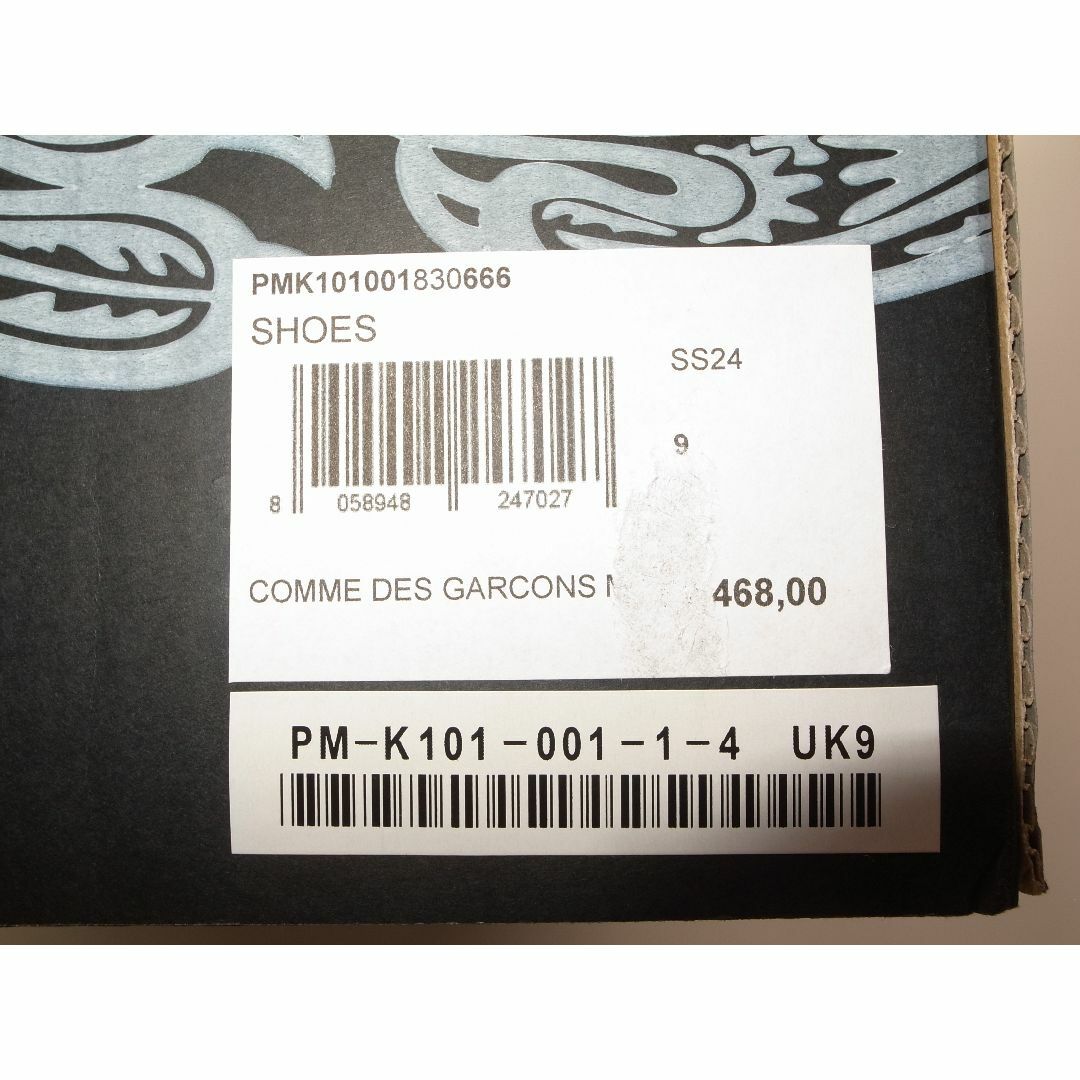 PMK101001830666
SHOES
SS24
9
8 058948 247027
COMME DES GARCONS
468,00
PM-K101-001-1-4 UK9